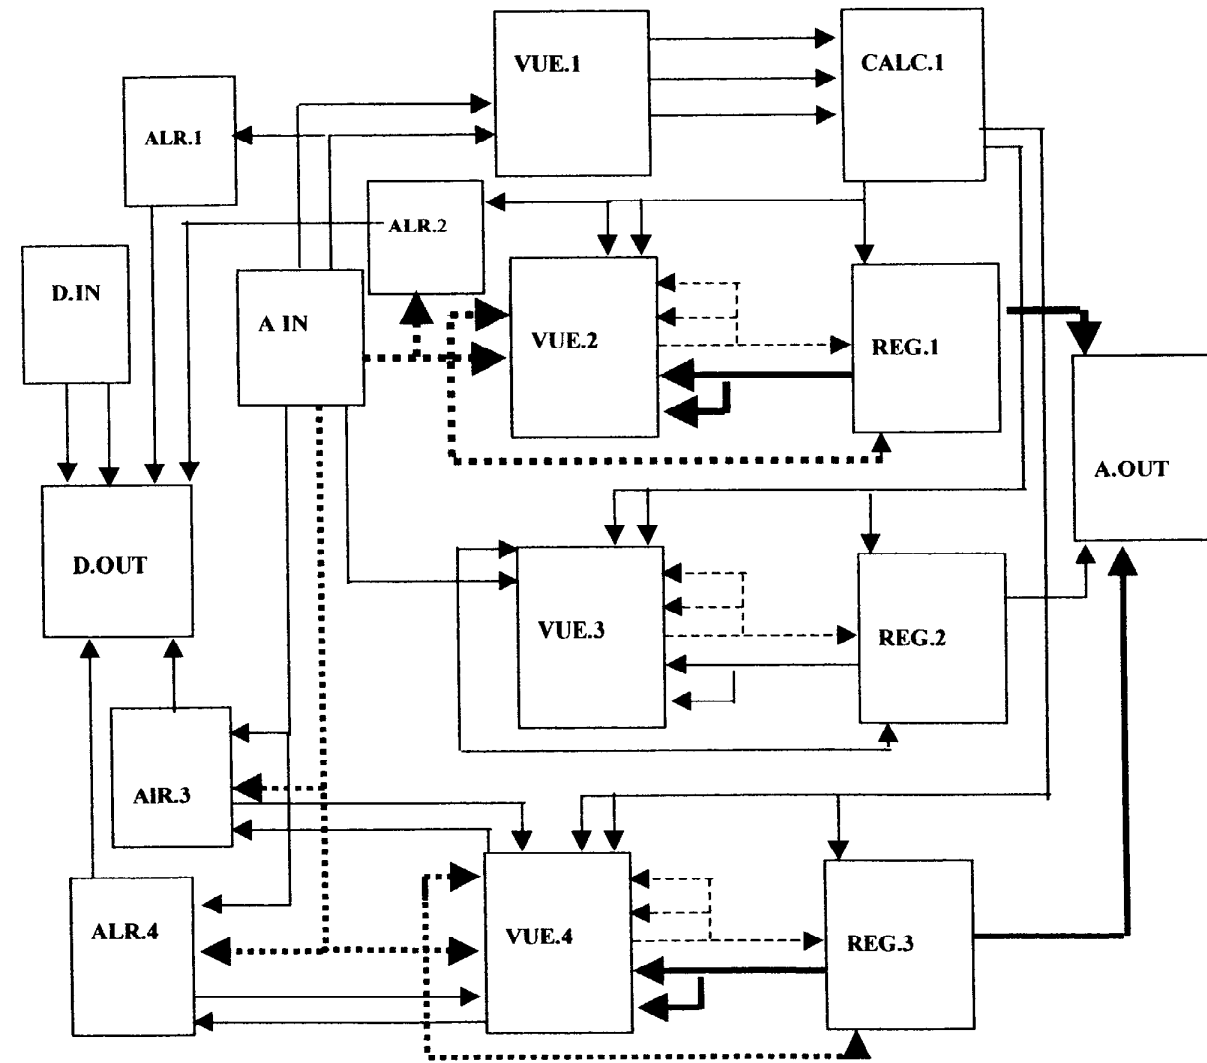 VUE.1
CALC.1
ALR.1
ALR.2
D.IN
A IN
VUE.2
REG.1
A.OUT
D.OUT
VUE.3
REG.2
AIR.3
ALR.4
VUE.4
REG.3